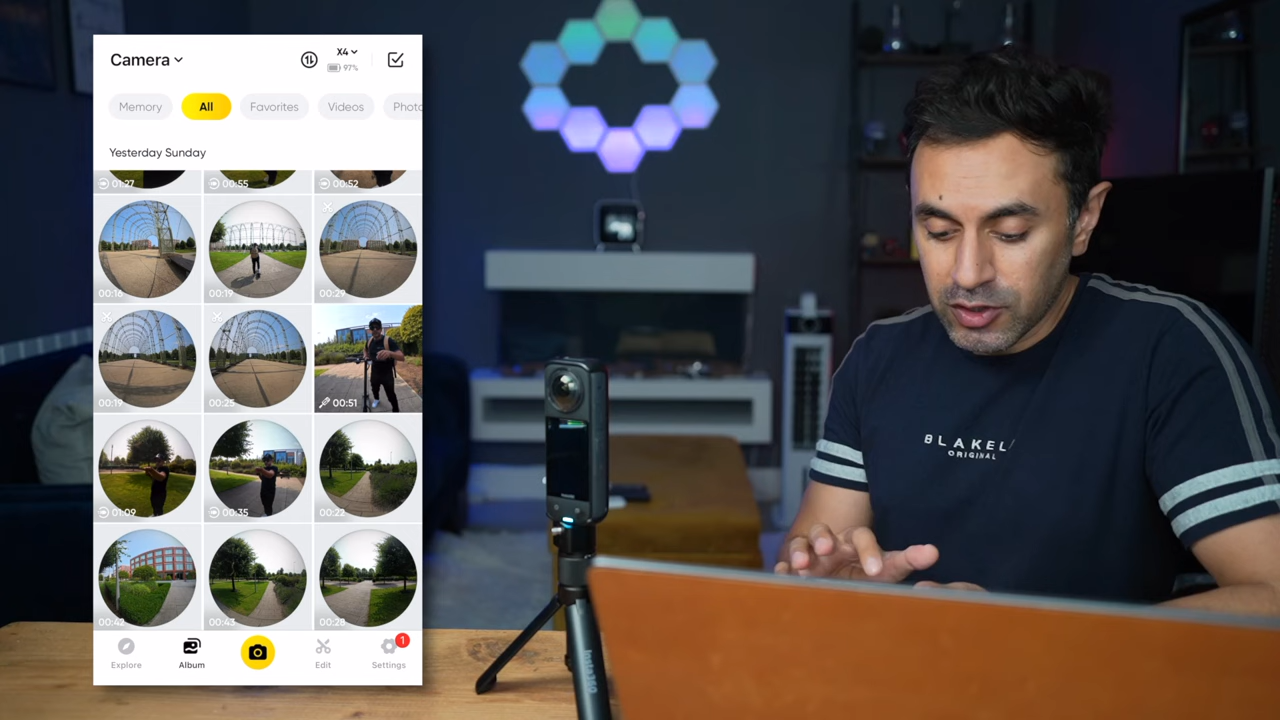 Camera
X4
97%
Memory
All
Favorites
Videos
Photo
Yesterday Sunday
01:27
00:55
00:52
00:16
00:19
00:29
00:19
00:25
00:51
01:09
00:35
00:22
00:42
00:43
00:28
Explore
Album
Edit
Settings
1
BLAKEL
ORIGINAL
Insta360